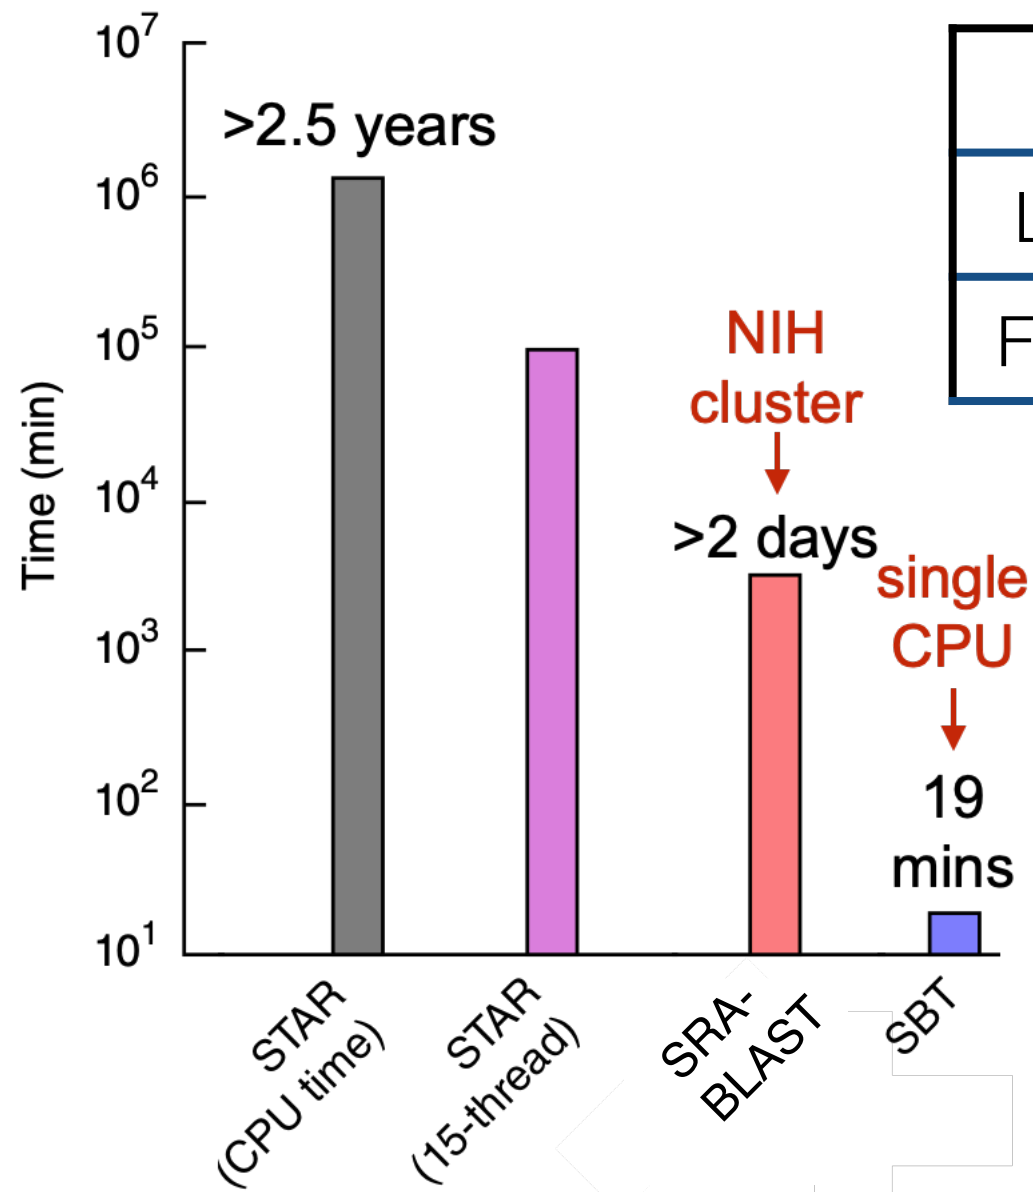 10^7
10^6
10^5
10^4
10^3
10^2
10^1
Time (min)
>2.5 years
NIH
cluster
>2 days
single
CPU
19
mins
STAR
(CPU time)
STAR
(15-thread)
SRA-
BLAST
SBT
L
F